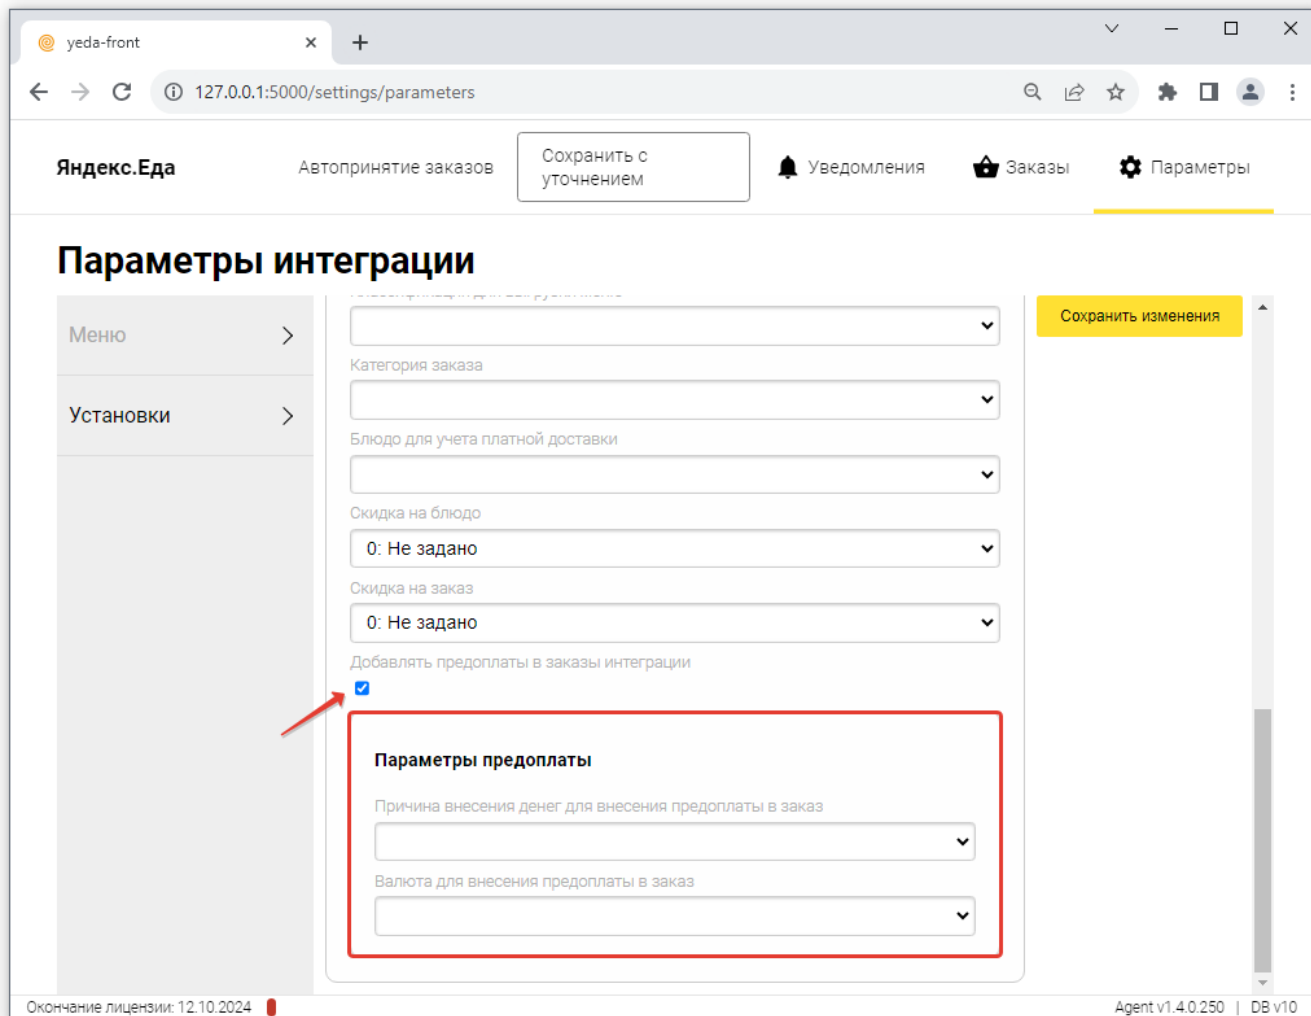 yeda-front
127.0.0.1:5000/settings/parameters
Яндекс.Еда
Автопринятие заказов
Сохранить с
уточнением
Уведомления
Заказы
Параметры
Параметры интеграции
Меню
Установки
Сохранить изменения
Категория заказа
Блюдо для учета платной доставки
Скидка на блюдо
0: Не задано
Скидка на заказ
0: Не задано
Добавлять предоплаты в заказы интеграции
Параметры предоплаты
Причина внесения денег для внесения предоплаты в заказ
Валюта для внесения предоплаты в заказ
Окончание лицензии: 12.10.2024
Agent v1.4.0.250 | DB v10